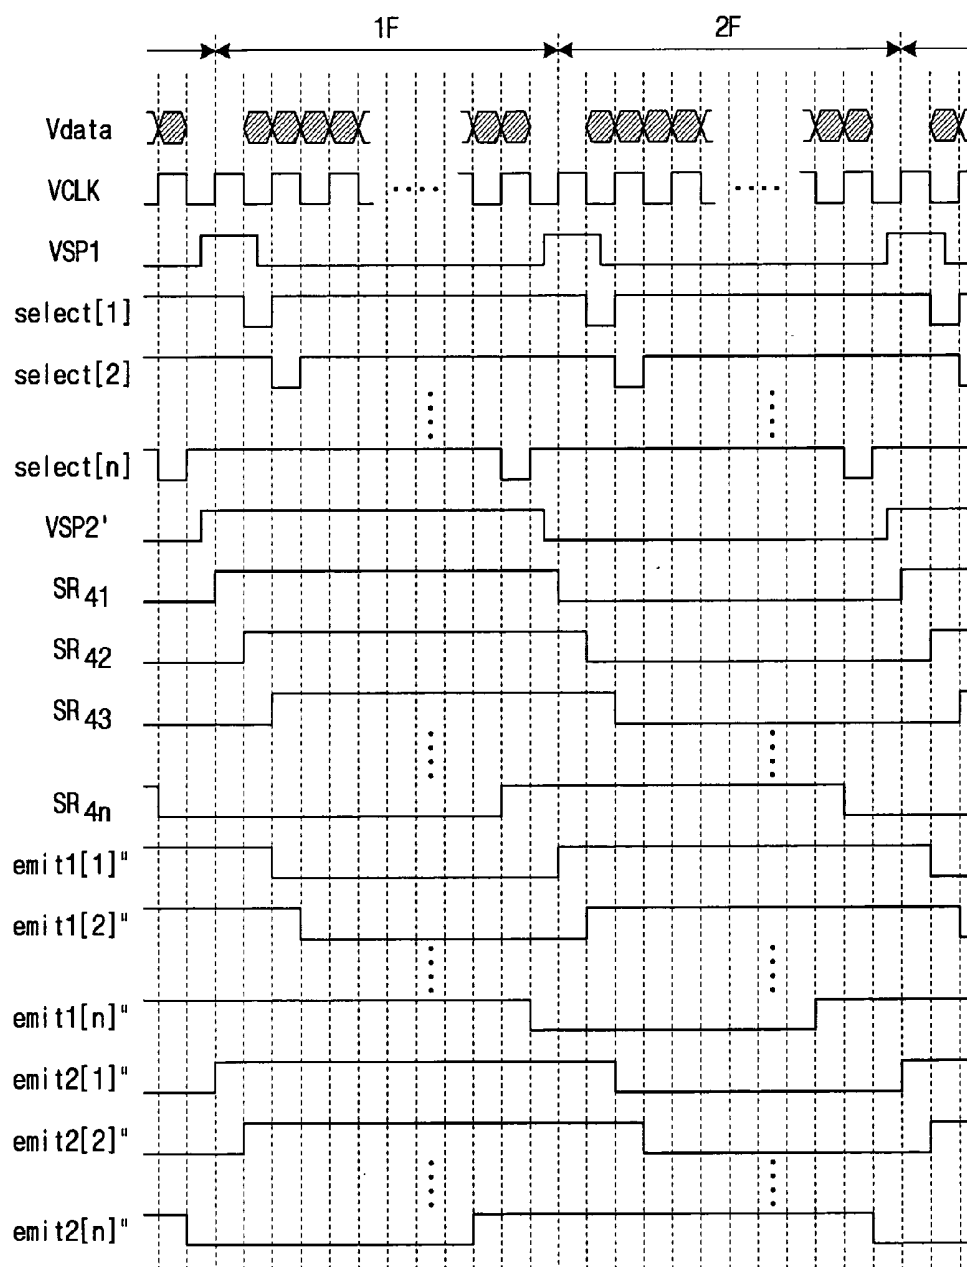 1F 2F
Vdata
VCLK
VSP1
select[1]
select[2]
select[n]
VSP2'
SR41
SR42
SR43
SR4n
emit1[1]"
emit1[2]"
emit1[n]"
emit2[1]"
emit2[2]"
emit2[n]"